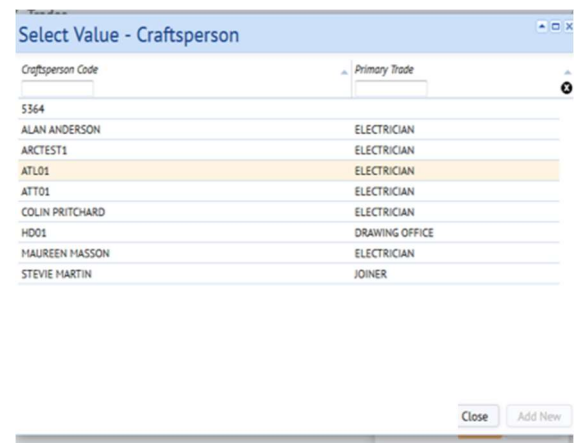 Select Value - Craftsperson
Craftsperson Code Primary Trade
5364
ALAN ANDERSON ELECTRICIAN
ARCTEST1 ELECTRICIAN
ATL01 ELECTRICIAN
ATT01 ELECTRICIAN
COLIN PRITCHARD ELECTRICIAN
HD01 DRAWING OFFICE
MAUREEN MASSON ELECTRICIAN
STEVIE MARTIN JOINER
Close Add New